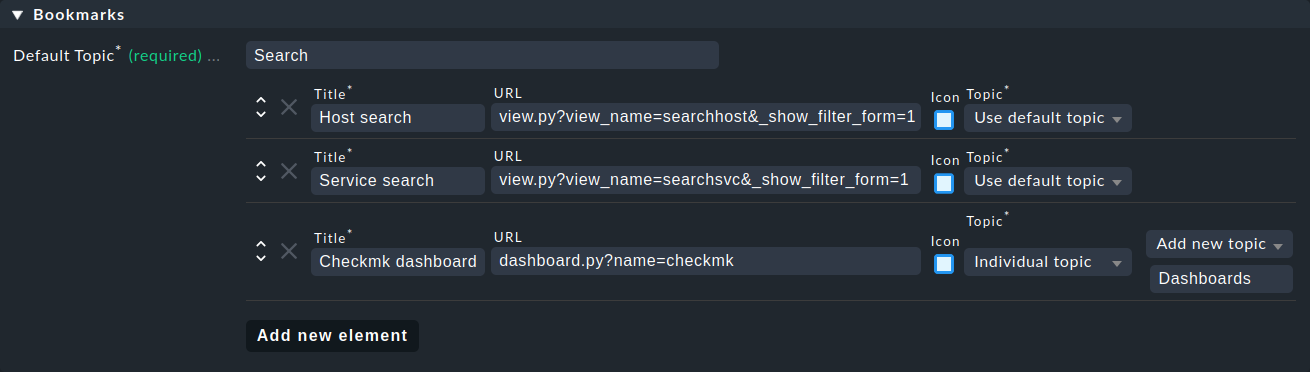 Bookmarks
Default Topic* (required) ... Search
Title* URL Icon Topic*
Host search view.py?view_name=searchhost&_show_filter_form=1 Use default topic
Title* URL Icon Topic*
Service search view.py?view_name=searchsvc&_show_filter_form=1 Use default topic
Title* URL Icon Topic*
Checkmk dashboard dashboard.py?name=checkmk Individual topic Add new topic
Dashboards
Add new element